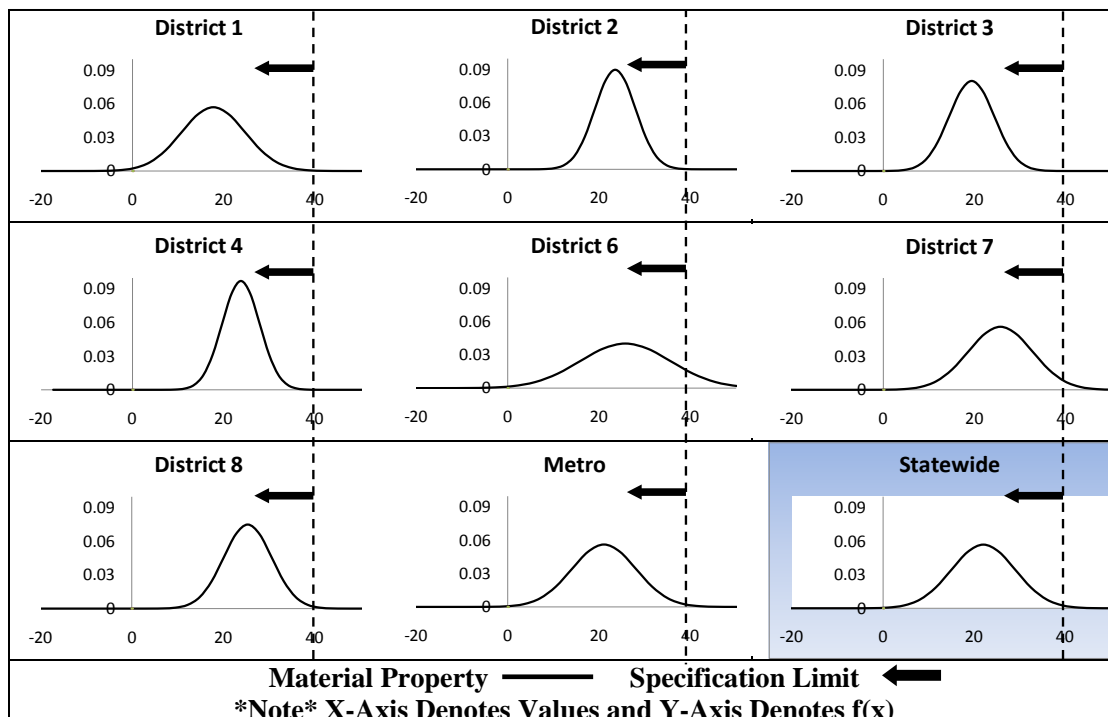 District 1
0.09
0.06
0.03
0
-20 0 20 40
District 2
0.09
0.06
0.03
0
-20 0 20 40
District 3
0.09
0.06
0.03
0
-20 0 20 40
District 4
0.09
0.06
0.03
0
-20 0 20 40
District 6
0.09
0.06
0.03
0
-20 0 20 40
District 7
0.09
0.06
0.03
0
-20 0 20 40
District 8
0.09
0.06
0.03
0
-20 0 20 40
Metro
0.09
0.06
0.03
0
-20 0 20 40
Statewide
0.09
0.06
0.03
0
-20 0 20 40
Material Property Specification Limit
*Note* X-Axis Denotes Values and Y-Axis Denotes f(x)